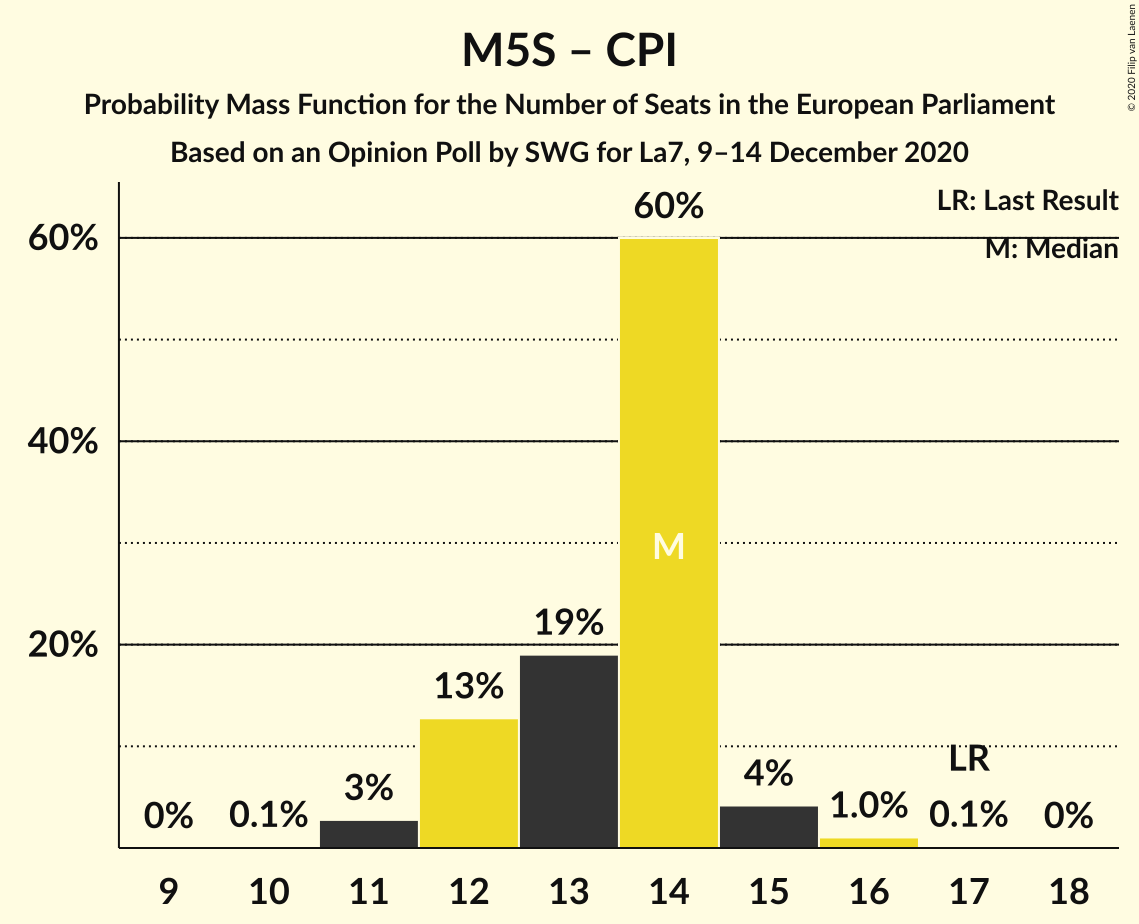 M5S – CPI
Probability Mass Function for the Number of Seats in the European Parliament
Based on an Opinion Poll by SWG for La7, 9–14 December 2020
© 2020 Filip van Laenen
LR: Last Result
M: Median
60%
40%
20%
0%
0.1%
3%
13%
19%
60%
M
4%
1.0%
LR
0.1%
0%
9 10 11 12 13 14 15 16 17 18